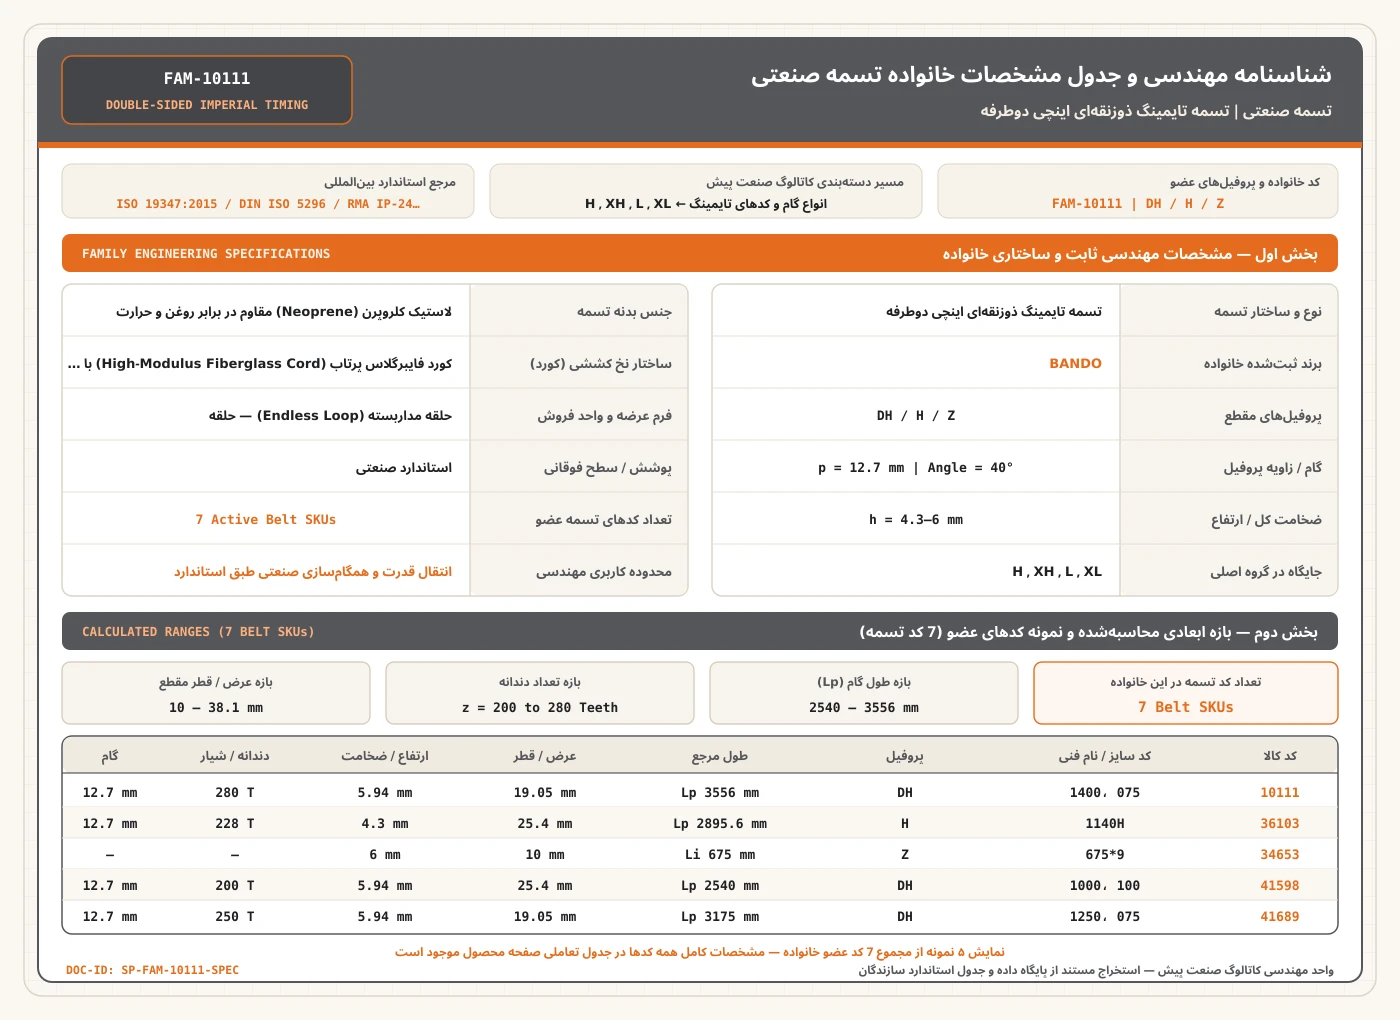 شناسنامه مهندسی و جدول مشخصات خانواده تسمه صنعتی
تسمه صنعتی | تسمه تایمینگ ذوزنقه‌ای اینچی دوطرفه
FAM-10111
DOUBLE-SIDED IMPERIAL TIMING
کد خانواده و پروفیل‌های عضو
FAM-10111 | DH / H / Z
مسیر دسته‌بندی کاتالوگ صنعت پیش
انواع گام و کدهای تایمینگ ← H , XH , L , XL
مرجع استاندارد بین‌المللی
ISO 19347:2015 / DIN ISO 5296 / RMA IP-24…
بخش اول — مشخصات مهندسی ثابت و ساختاری خانواده
FAMILY ENGINEERING SPECIFICATIONS
نوع و ساختار تسمه
تسمه تایمینگ ذوزنقه‌ای اینچی دوطرفه
برند ثبت‌شده خانواده
BANDO
پروفیل‌های مقطع
DH / H / Z
گام / زاویه پروفیل
p = 12.7 mm | Angle = 40°
ضخامت کل / ارتفاع
h = 4.3–6 mm
جایگاه در گروه اصلی
H , XH , L , XL
جنس بدنه تسمه
لاستیک کلروپرن (Neoprene) مقاوم در برابر روغن و حرارت
ساختار نخ کششی (کورد)
کورد فایبرگلاس پرتاب (High-Modulus Fiberglass Cord) با ...
فرم عرضه و واحد فروش
حلقه مداربسته (Endless Loop) — حلقه
پوشش / سطح فوقانی
استاندارد صنعتی
تعداد کدهای تسمه عضو
7 Active Belt SKUs
محدوده کاربری مهندسی
انتقال قدرت و همگام‌سازی صنعتی طبق استاندارد
بخش دوم — بازه ابعادی محاسبه‌شده و نمونه کدهای عضو (7 کد تسمه)
CALCULATED RANGES (7 BELT SKUs)
تعداد کد تسمه در این خانواده
7 Belt SKUs
بازه طول گام (Lp)
2540 – 3556 mm
بازه تعداد دندانه
z = 200 to 280 Teeth
بازه عرض / قطر مقطع
10 – 38.1 mm
کد کالا	کد سایز / نام فنی	پروفیل	طول مرجع	عرض / قطر	ارتفاع / ضخامت	دندانه / شیار	گام
10111	1400، 075	DH	Lp 3556 mm	19.05 mm	5.94 mm	280 T	12.7 mm
36103	1140H	H	Lp 2895.6 mm	25.4 mm	4.3 mm	228 T	12.7 mm
34653	675*9	Z	Li 675 mm	10 mm	6 mm	–	–
41598	1000، 100	DH	Lp 2540 mm	25.4 mm	5.94 mm	200 T	12.7 mm
41689	1250، 075	DH	Lp 3175 mm	19.05 mm	5.94 mm	250 T	12.7 mm
نمایش ۵ نمونه از مجموع 7 کد عضو خانواده — مشخصات کامل همه کدها در جدول تعاملی صفحه محصول موجود است
واحد مهندسی کاتالوگ صنعت پیش — استخراج مستند از پایگاه داده و جدول استاندارد سازندگان
DOC-ID: SP-FAM-10111-SPEC